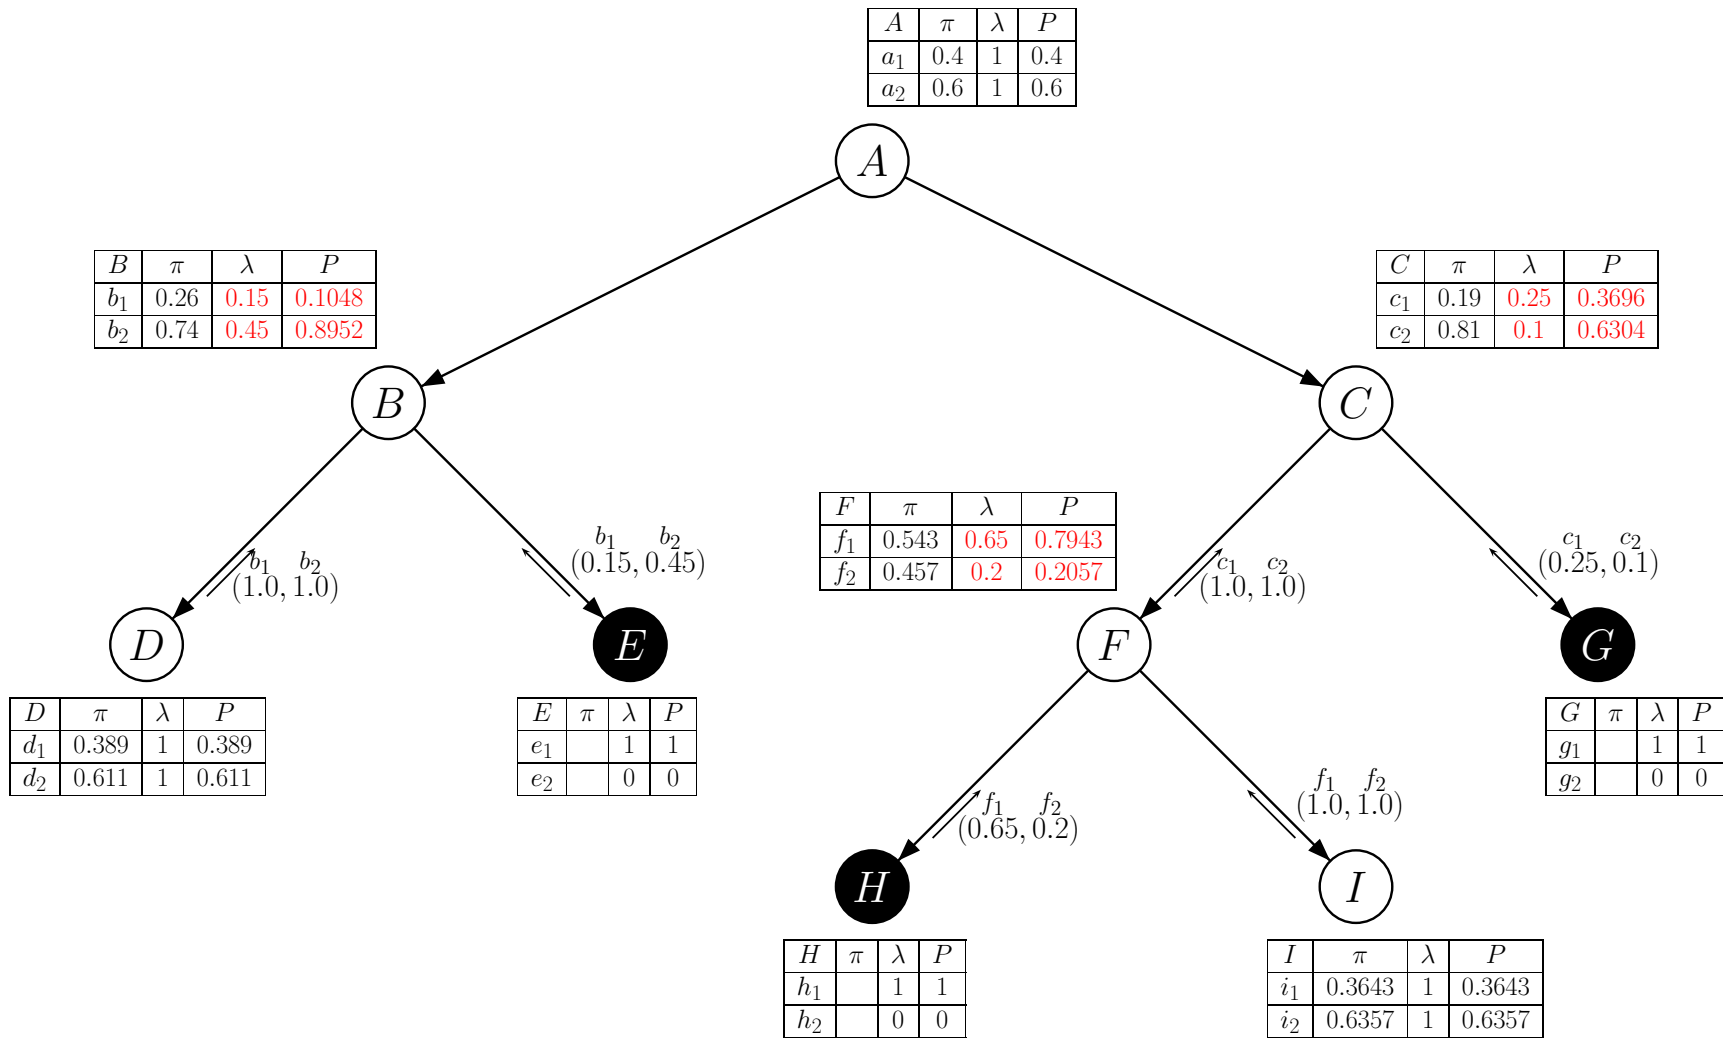 A π λ P
a₁ 0.4 1 0.4
a₂ 0.6 1 0.6
A
B π λ P
b₁ 0.26 0.15 0.1048
b₂ 0.74 0.45 0.8952
C π λ P
c₁ 0.19 0.25 0.3696
c₂ 0.81 0.1 0.6304
B
C
F π λ P
f₁ 0.543 0.65 0.7943
f₂ 0.457 0.2 0.2057
b₁ b₂
(1.0, 1.0)
b₁ b₂
(0.15, 0.45)
c₁ c₂
(1.0, 1.0)
c₁ c₂
(0.25, 0.1)
D
E
F
G
D π λ P
d₁ 0.389 1 0.389
d₂ 0.611 1 0.611
E π λ P
e₁ 1 1
e₂ 0 0
G π λ P
g₁ 1 1
g₂ 0 0
f₁ f₂
(0.65, 0.2)
f₁ f₂
(1.0, 1.0)
H
I
H π λ P
h₁ 1 1
h₂ 0 0
I π λ P
i₁ 0.3643 1 0.3643
i₂ 0.6357 1 0.6357